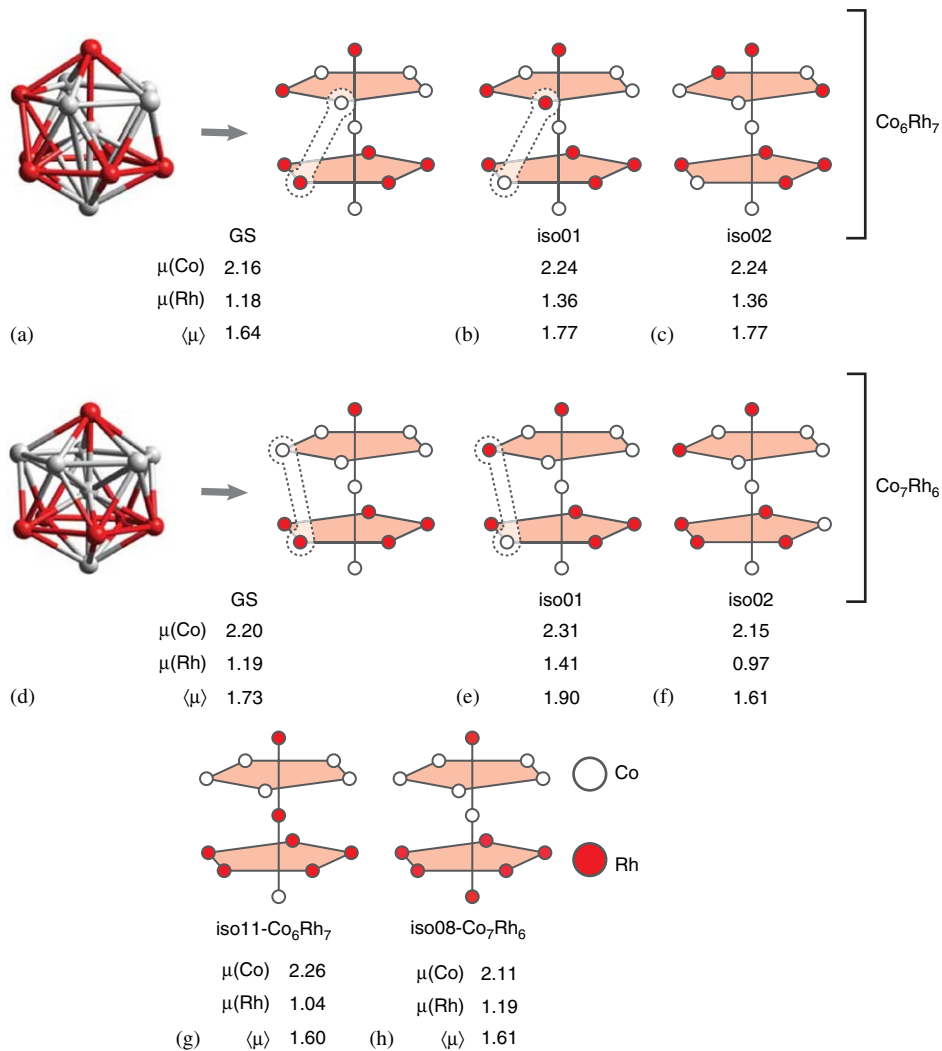 Co6Rh7
GS iso01 iso02
μ(Co) 2.16 2.24 2.24
μ(Rh) 1.18 1.36 1.36
(a) ⟨μ⟩ 1.64 (b) 1.77 (c) 1.77
Co7Rh6
GS iso01 iso02
μ(Co) 2.20 2.31 2.15
μ(Rh) 1.19 1.41 0.97
(d) ⟨μ⟩ 1.73 (e) 1.90 (f) 1.61
Co
Rh
iso11-Co6Rh7 iso08-Co7Rh6
μ(Co) 2.26 μ(Co) 2.11
μ(Rh) 1.04 μ(Rh) 1.19
(g) ⟨μ⟩ 1.60 (h) ⟨μ⟩ 1.61